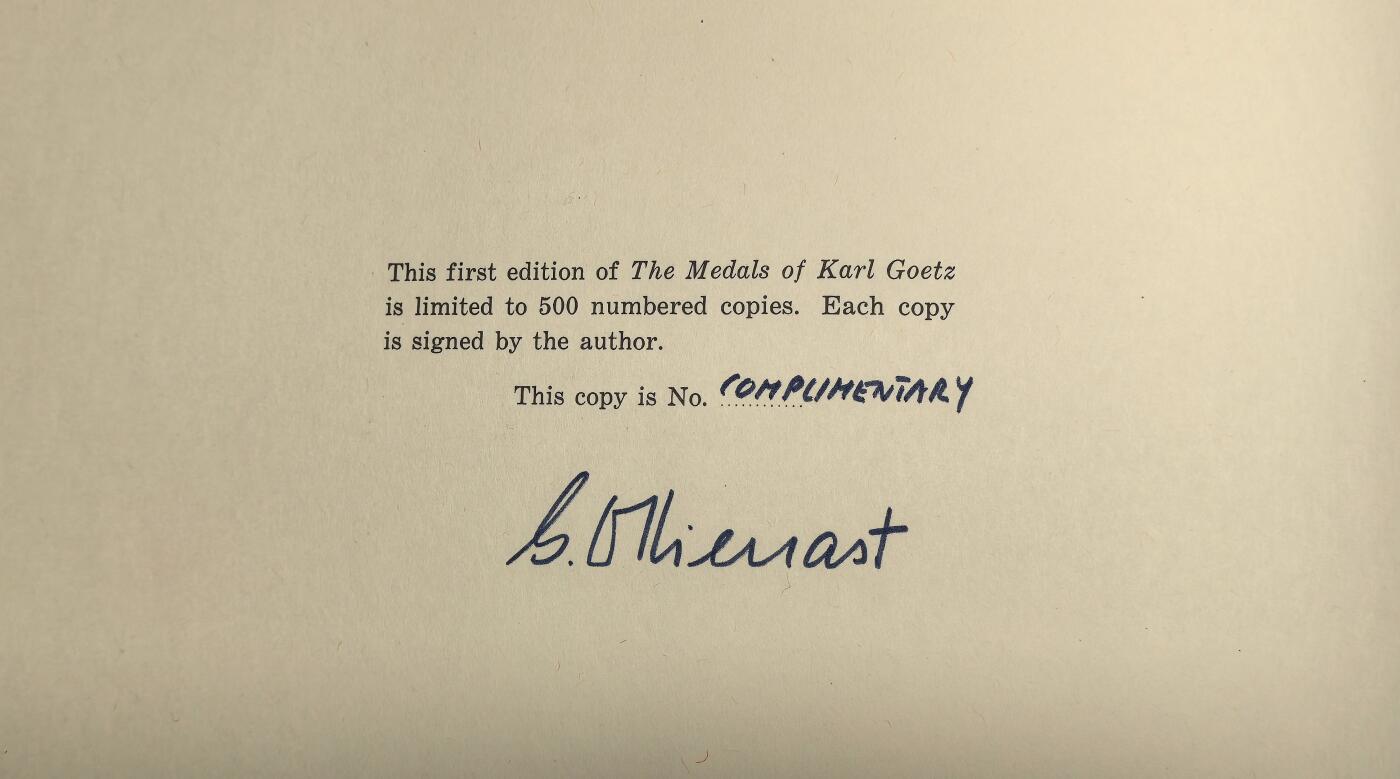 This first edition of The Medals of Karl Goetz
is limited to 500 numbered copies. Each copy
is signed by the author.
This copy is No. COMPLIMENTARY